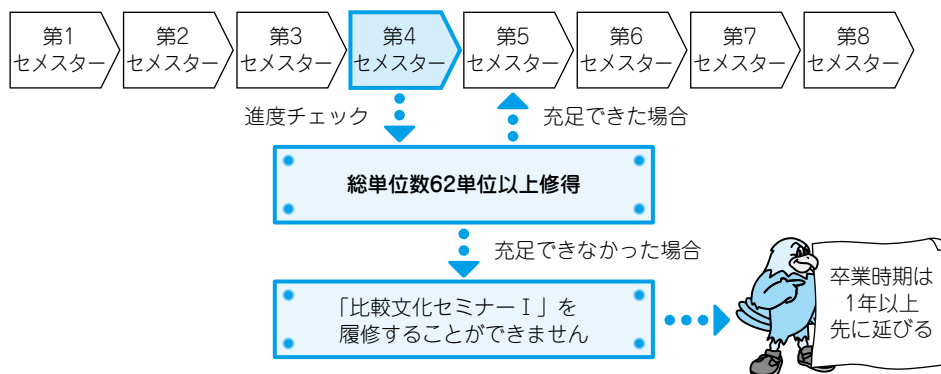 第1
セメスター
第2
セメスター
第3
セメスター
第4
セメスター
第5
セメスター
第6
セメスター
第7
セメスター
第8
セメスター
進度チェック
充足できた場合
総単位数62単位以上修得
充足できなかった場合
「比較文化セミナーⅠ」を
履修することができません
卒業時期は
1年以上
先に延びる